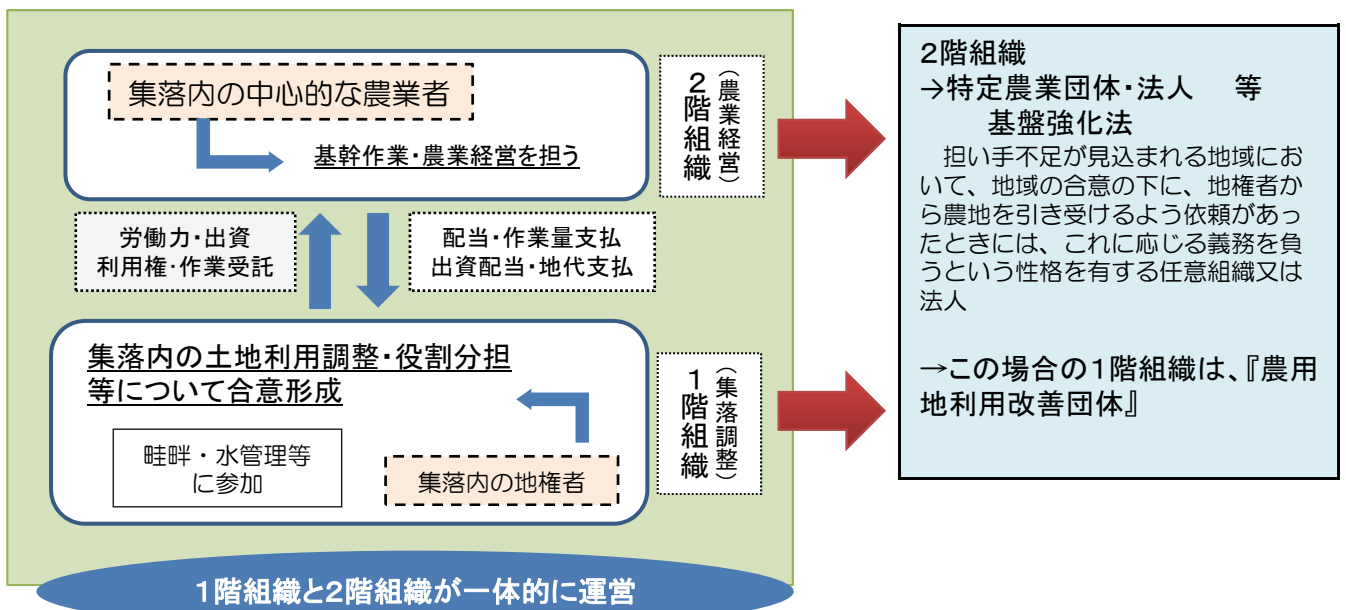 集落内の中心的な農業者
基幹作業・農業経営を担う
2階組織
(農業経営)
労働力・出資
利用権・作業受託
配当・作業量支払
出資配当・地代支払
集落内の土地利用調整・役割分担
等について合意形成
畦畔・水管理等
に参加
集落内の地権者
1階組織
(集落調整)
1階組織と2階組織が一体的に運営
2階組織
→特定農業団体・法人　等
基盤強化法
担い手不足が見込まれる地域にお
いて、地域の合意の下に、地権者か
ら農地を引き受けるよう依頼があっ
たときには、これに応じる義務を負
うという性格を有する任意組織又は
法人
→この場合の1階組織は、『農用
地利用改善団体』